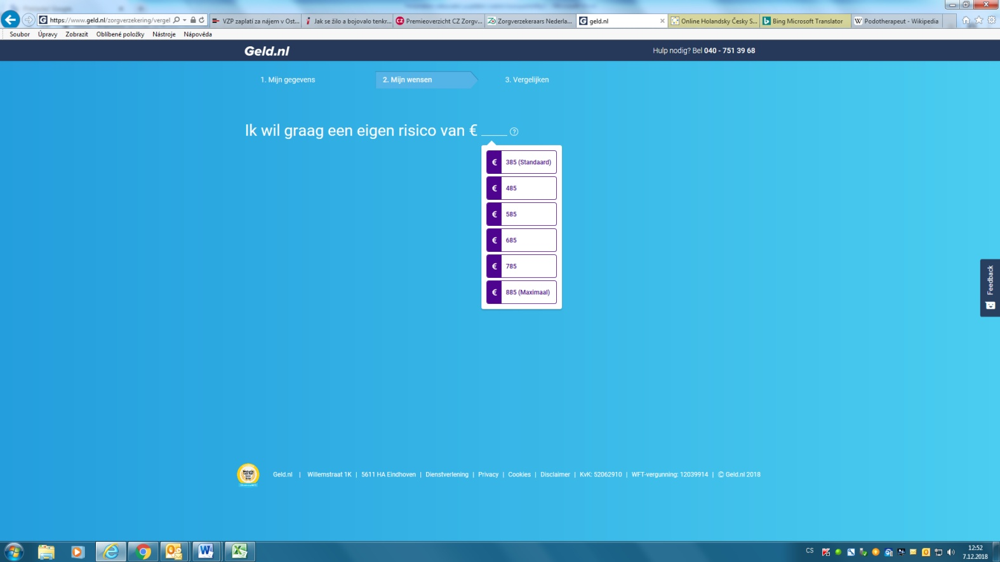 https://www.geld.nl/zorgverzekering/vergel
VZP zaplatí za nájem v Ost...
Jak se žilo a bojovalo tenkr...
CZ Premieoverzicht CZ Zorgv...
Zorgverzekeraars Nederla...
G geld.nl
Online Holandsky Česky S...
Bing Microsoft Translator
W Podotherapeut - Wikipedia
Soubor Úpravy Zobrazit Oblíbené položky Nástroje Nápověda
Geld.nl
Hulp nodig? Bel 040 - 751 39 68
1. Mijn gegevens
2. Mijn wensen
3. Vergelijken
Ik wil graag een eigen risico van € _____ ?
€ 385 (Standaard)
€ 485
€ 585
€ 685
€ 785
€ 885 (Maximaal)
Feedback
Geld.nl | Willemstraat 1K | 5611 HA Eindhoven | Dienstverlening | Privacy | Cookies | Disclaimer | KvK: 52062910 | WFT-vergunning: 12039914 | © Geld.nl 2018
CS
12:52
7.12.2018